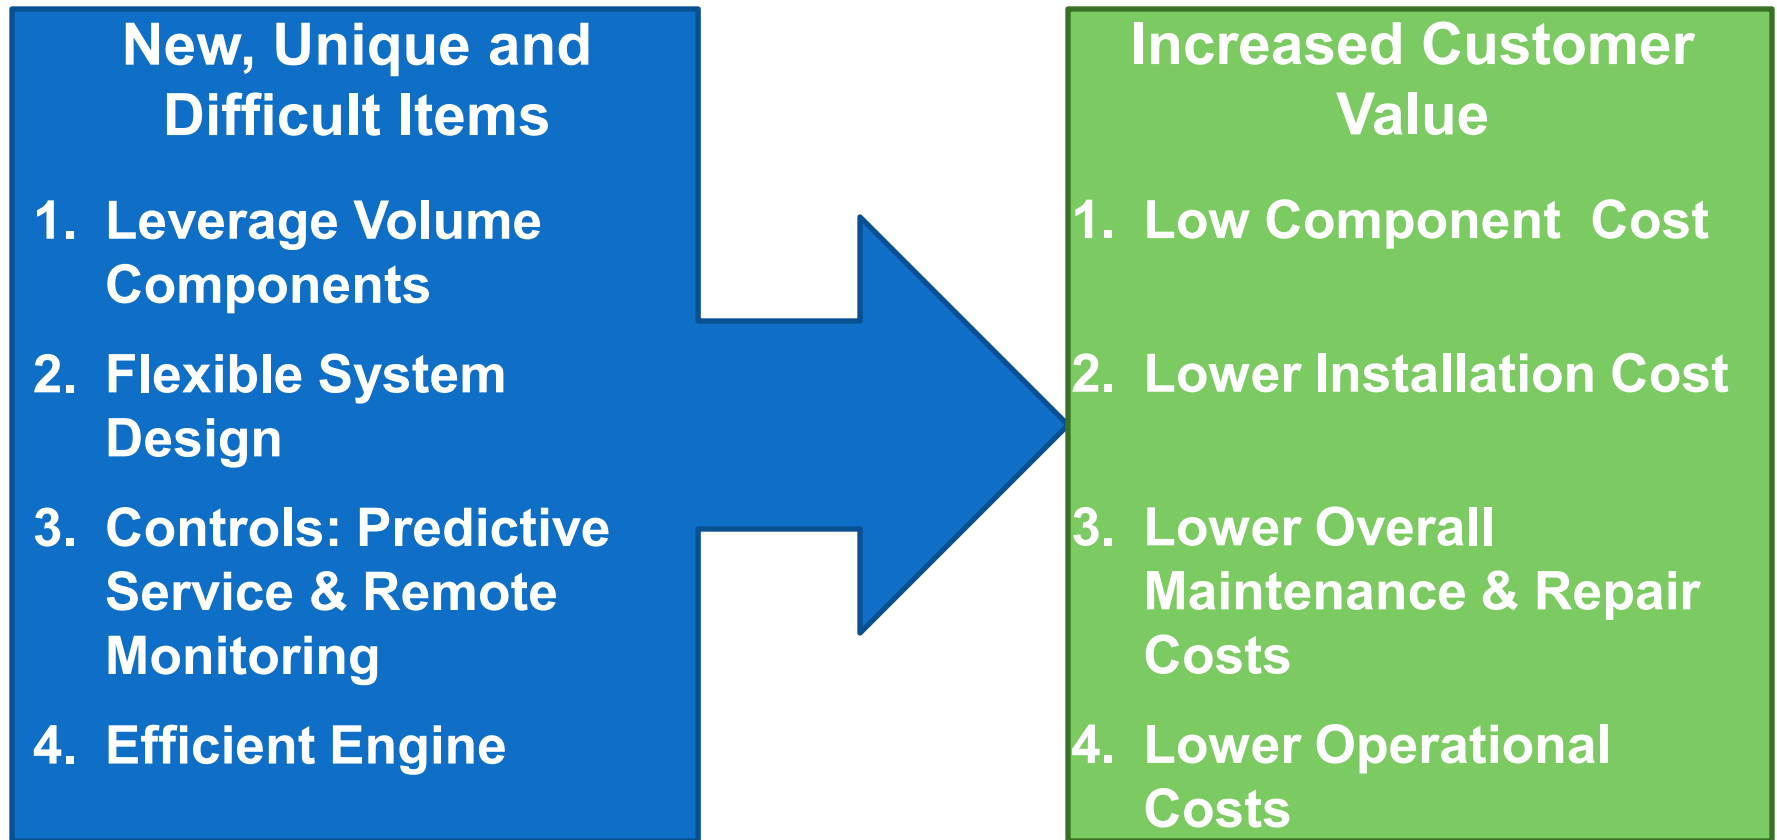 New, Unique and
Difficult Items
1. Leverage Volume
Components
2. Flexible System
Design
3. Controls: Predictive
Service & Remote
Monitoring
4. Efficient Engine
Increased Customer
Value
1. Low Component  Cost
2. Lower Installation Cost
3. Lower Overall
Maintenance & Repair
Costs
4. Lower Operational
Costs